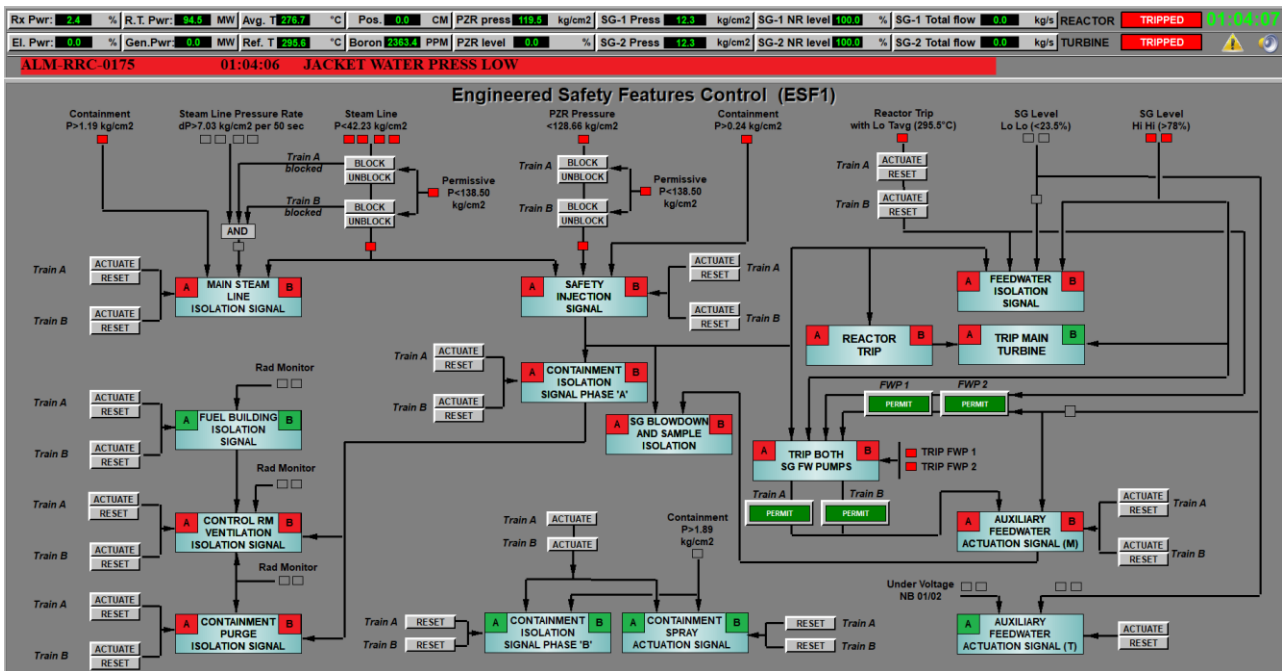 Rx Pwr: 2.4 % R.T. Pwr: 94.5 MW Avg. T 276.7 °C Pos. 0.0 CM PZR press 119.5 kg/cm2 SG-1 Press 12.3 kg/cm2 SG-1 NR level 100.0 % SG-1 Total flow 0.0 kg/s REACTOR TRIPPED 01:04:07
El. Pwr: 0.0 % Gen.Pwr: 0.0 MW Ref. T 295.6 °C Boron 2363.4 PPM PZR level 0.0 % SG-2 Press 12.3 kg/cm2 SG-2 NR level 100.0 % SG-2 Total flow 0.0 kg/s TURBINE TRIPPED
ALM-RRC-0175 01:04:06 JACKET WATER PRESS LOW
Engineered Safety Features Control (ESF1)
Containment
P>1.19 kg/cm2
Steam Line Pressure Rate
dP>7.03 kg/cm2 per 50 sec
Steam Line
P<42.23 kg/cm2
PZR Pressure
<128.66 kg/cm2
Containment
P>0.24 kg/cm2
Reactor Trip
with Lo Tavg (295.5°C)
SG Level
Lo Lo (<23.5%)
SG Level
Hi Hi (>78%)
Train A
blocked
BLOCK
UNBLOCK
Train B
blocked
BLOCK
UNBLOCK
Permissive
P<138.50
kg/cm2
Train A
BLOCK
UNBLOCK
Train B
BLOCK
UNBLOCK
Permissive
P<138.50
kg/cm2
Train A
ACTUATE
RESET
Train B
ACTUATE
RESET
AND
Train A
ACTUATE
RESET
Train B
ACTUATE
RESET
A MAIN STEAM B
LINE
ISOLATION SIGNAL
A SAFETY B
INJECTION
SIGNAL
ACTUATE
RESET
Train A
ACTUATE
RESET
Train B
A FEEDWATER B
ISOLATION
SIGNAL
A REACTOR B
TRIP
A TRIP MAIN B
TURBINE
Train A
ACTUATE
RESET
Train B
ACTUATE
RESET
A CONTAINMENT B
ISOLATION
SIGNAL PHASE 'A'
Rad Monitor
Train A
ACTUATE
RESET
Train B
ACTUATE
RESET
A FUEL BUILDING B
ISOLATION
SIGNAL
A SG BLOWDOWN B
AND SAMPLE
ISOLATION
FWP 1
PERMIT
FWP 2
PERMIT
A TRIP BOTH B
SG FW PUMPS
TRIP FWP 1
TRIP FWP 2
Train A
PERMIT
Train B
PERMIT
Rad Monitor
Train A
ACTUATE
RESET
Train B
ACTUATE
RESET
A CONTROL RM B
VENTILATION
ISOLATION SIGNAL
Train A
ACTUATE
Train B
ACTUATE
Containment
P>1.89
kg/cm2
A AUXILIARY B
FEEDWATER
ACTUATION SIGNAL (M)
ACTUATE
RESET
Train A
ACTUATE
RESET
Train B
Rad Monitor
Train A
ACTUATE
RESET
Train B
ACTUATE
RESET
A CONTAINMENT B
PURGE
ISOLATION SIGNAL
Train A
RESET
Train B
RESET
A CONTAINMENT B
ISOLATION
SIGNAL PHASE 'B'
A CONTAINMENT B
SPRAY
ACTUATION SIGNAL
RESET
Train A
RESET
Train B
Under Voltage
NB 01/02
A AUXILIARY
FEEDWATER
ACTUATION SIGNAL (T)
ACTUATE
RESET